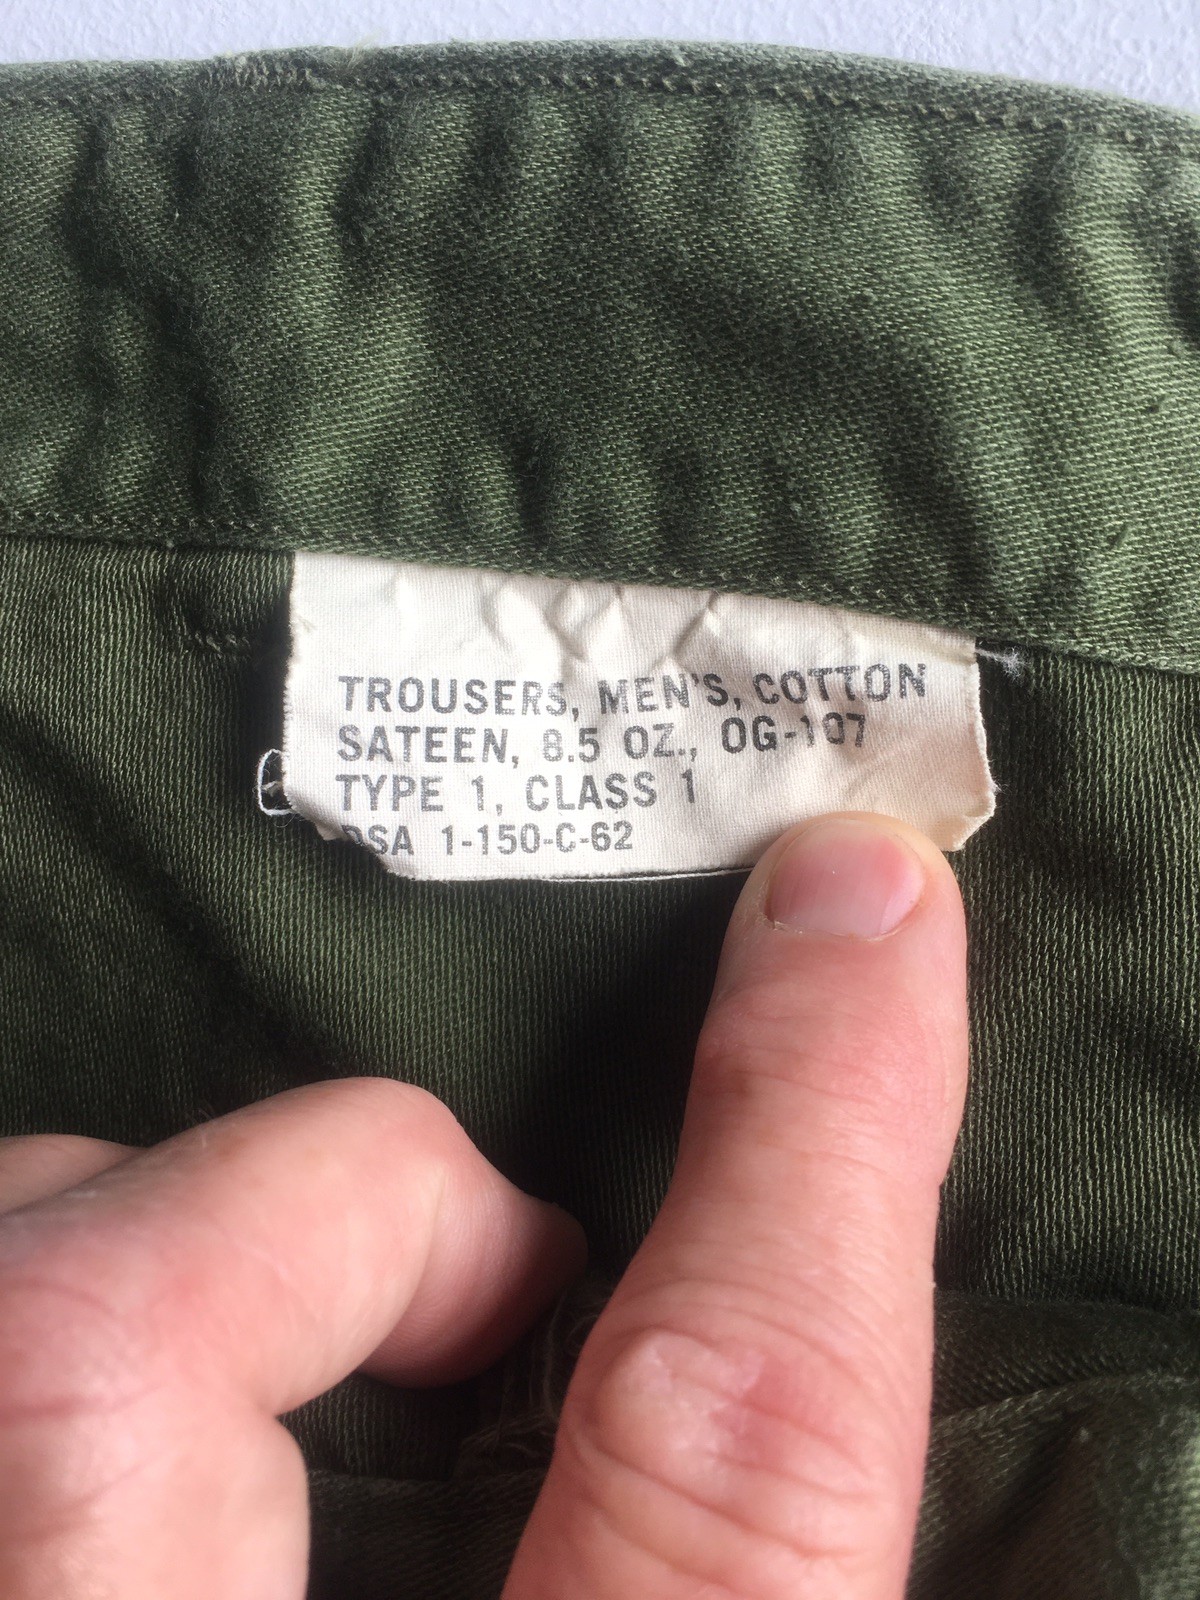 TROUSERS, MEN'S, COTTON
SATEEN, 8.5 OZ., OG-107
TYPE 1, CLASS 1
DSA 1-150-C-62